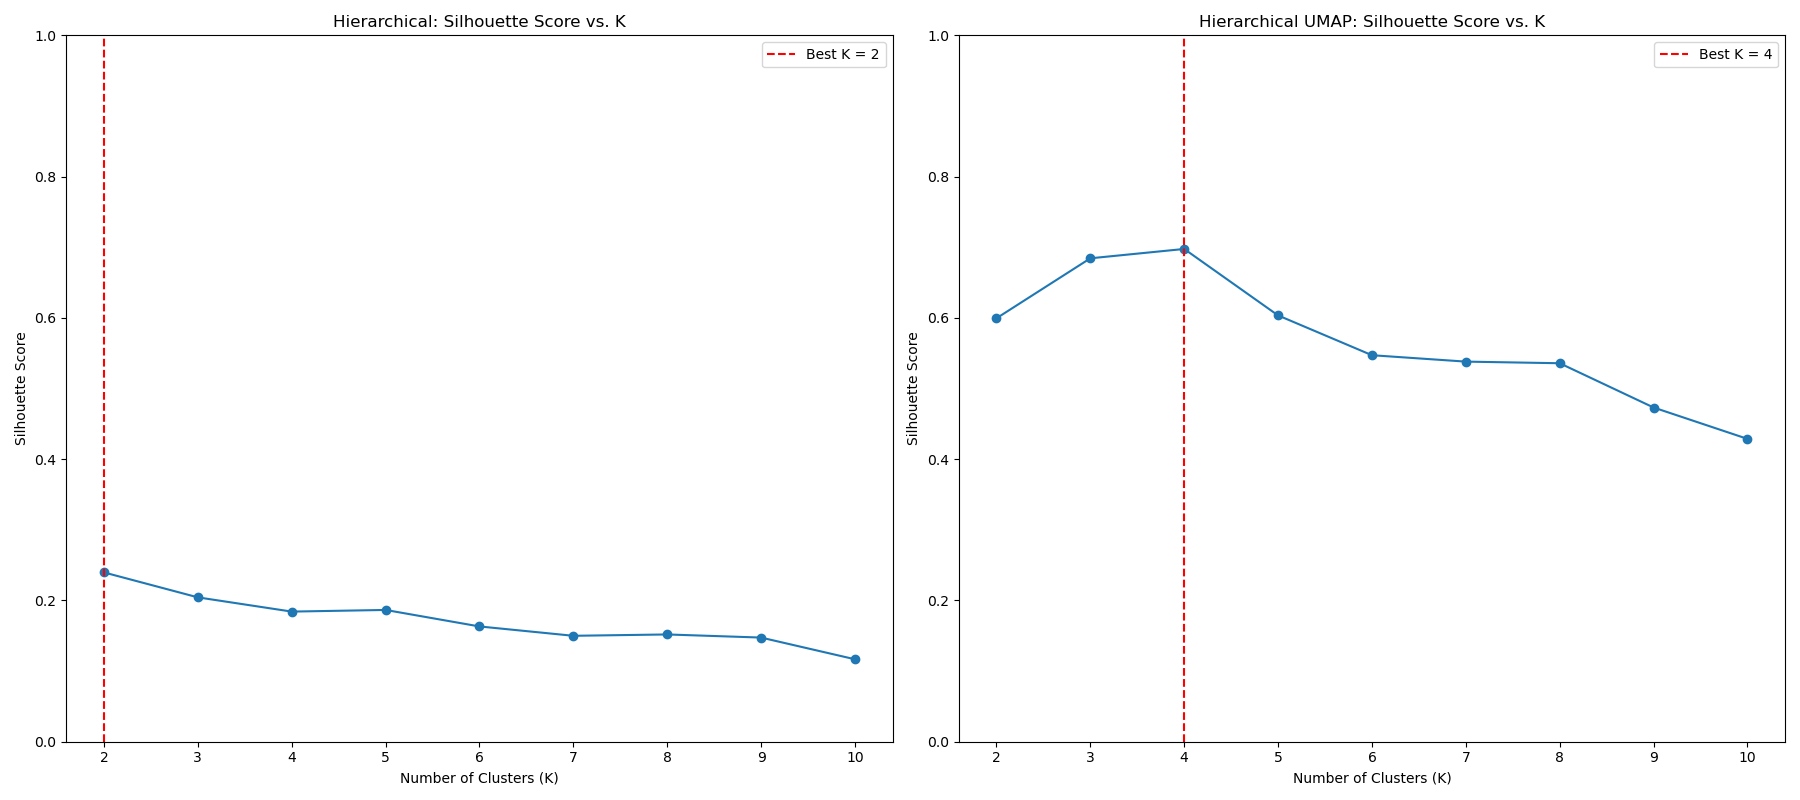 Hierarchical: Silhouette Score vs. K
Best K = 2
Silhouette Score
1.0
0.8
0.6
0.4
0.2
0.0
2 3 4 5 6 7 8 9 10
Number of Clusters (K)
Hierarchical UMAP: Silhouette Score vs. K
Best K = 4
Silhouette Score
1.0
0.8
0.6
0.4
0.2
0.0
2 3 4 5 6 7 8 9 10
Number of Clusters (K)